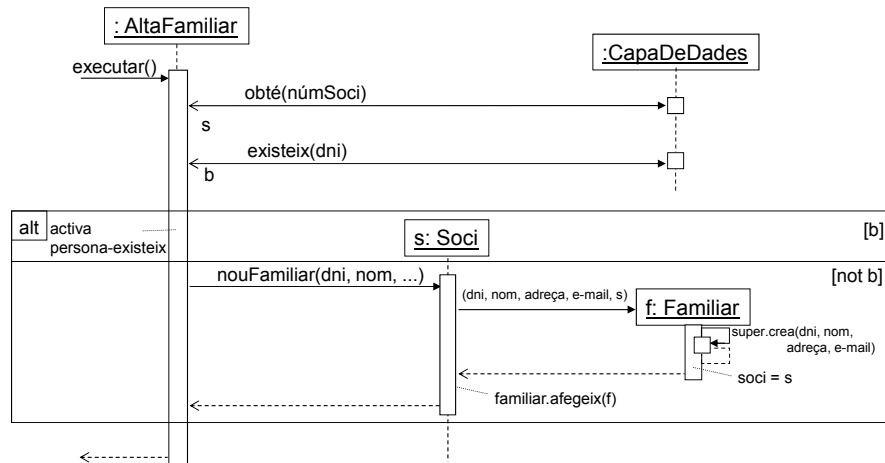 : AltaFamiliar
:CapaDeDades
executar()
obté(númSoci)
s
existeix(dni)
b
alt
activa
persona-existeix
[b]
s: Soci
[not b]
nouFamiliar(dni, nom, ...)
(dni, nom, adreça, e-mail, s)
f: Familiar
super.crea(dni, nom,
adreça, e-mail)
soci = s
familiar.afegeix(f)